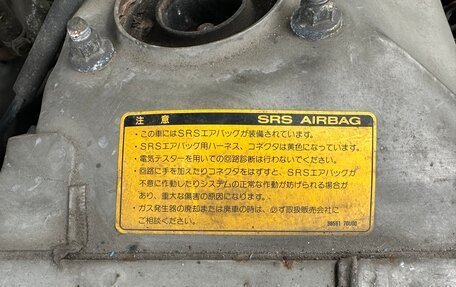 注 意 SRS AIRBAG
・この車にはSRSエアバッグが装備されています。
・SRSエアバッグ用ハーネス、コネクタは黄色になっています。
・電気テスターを用いての回路診断は行わないでください。
・回路に手を加えたりコネクタをはずすと、SRSエアバッグが
不意に作動したりシステムの正常な作動が妨げられる場合が
あり、重大な傷害の原因になります。
・ガス発生器の廃却または廃車の時は、必ず日産販売会社に
ご相談ください。
98591 70U00